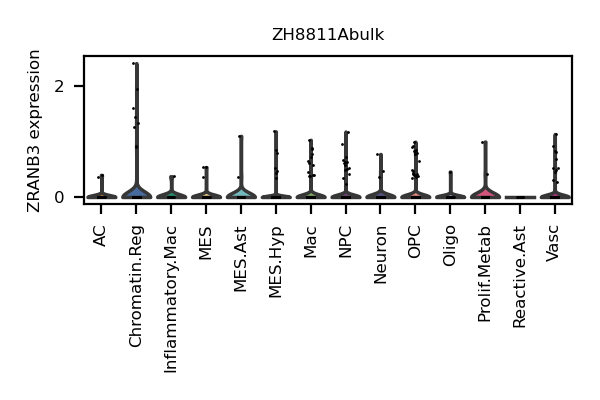 ZH8811Abulk
ZRANB3 expression
2
0
AC
Chromatin.Reg
Inflammatory.Mac
MES
MES.Ast
MES.Hyp
Mac
NPC
Neuron
OPC
Oligo
Prolif.Metab
Reactive.Ast
Vasc